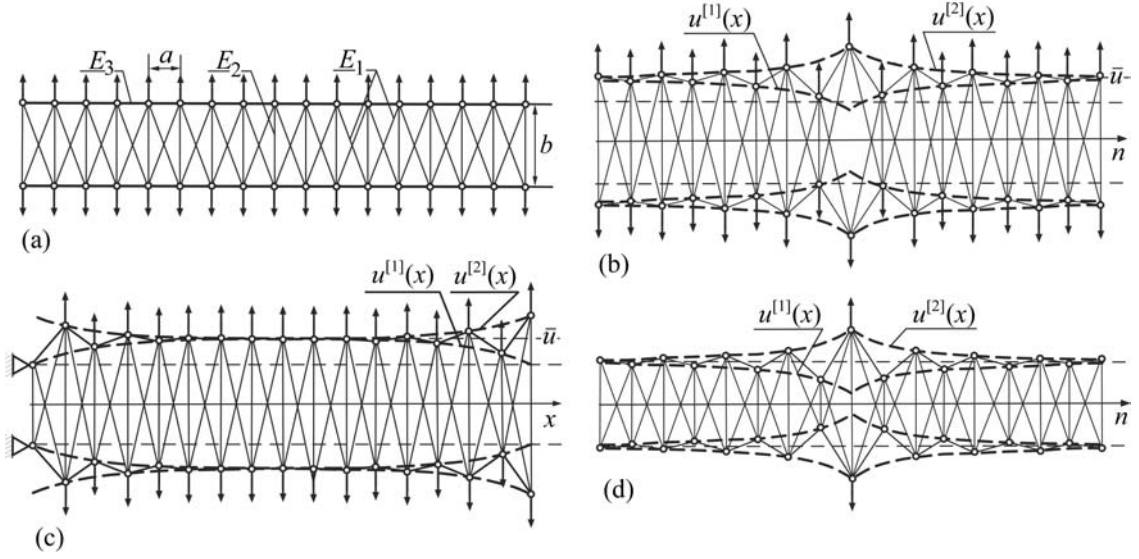 E₃
a
E₂
E₁
b
(a)
u^[1](x)
u^[2](x)
ū
n
(b)
u^[1](x)
u^[2](x)
ū
x
(c)
u^[1](x)
u^[2](x)
n
(d)